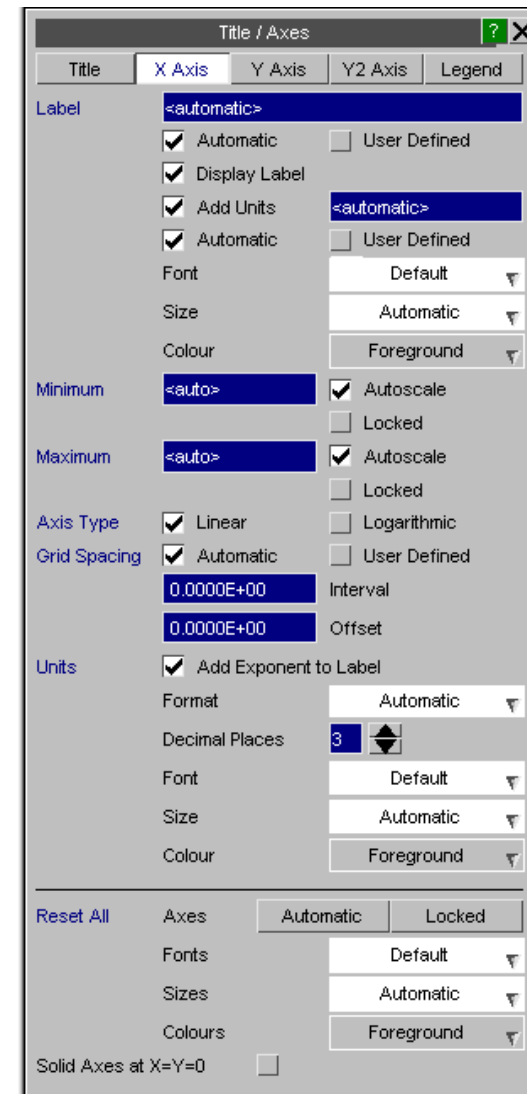 Title / Axes ? X
Title X Axis Y Axis Y2 Axis Legend
Label <automatic>
Automatic User Defined
Display Label
Add Units <automatic>
Automatic User Defined
Font Default
Size Automatic
Colour Foreground
Minimum <auto> Autoscale
Locked
Maximum <auto> Autoscale
Locked
Axis Type Linear Logarithmic
Grid Spacing Automatic User Defined
0.0000E+00 Interval
0.0000E+00 Offset
Units Add Exponent to Label
Format Automatic
Decimal Places 3
Font Default
Size Automatic
Colour Foreground
Reset All Axes Automatic Locked
Fonts Default
Sizes Automatic
Colours Foreground
Solid Axes at X=Y=0